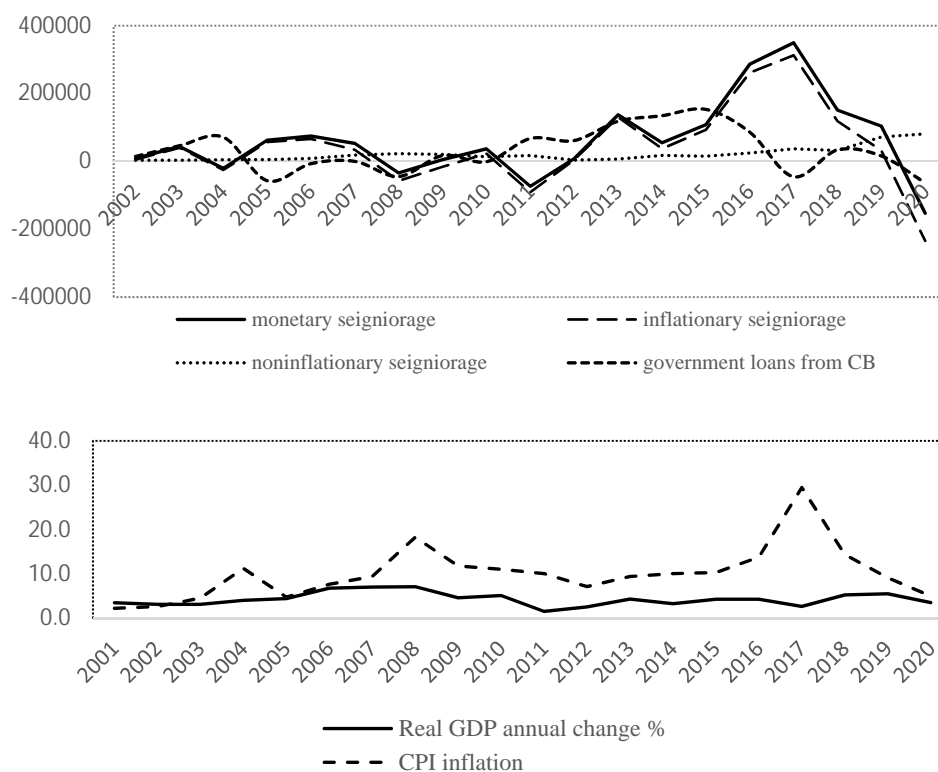 400000
200000
0
-200000
-400000
2002 2003 2004 2005 2006 2007 2008 2009 2010 2011 2012 2013 2014 2015 2016 2017 2018 2019 2020
monetary seigniorage inflationary seigniorage
noninflationary seigniorage government loans from CB
40.0
30.0
20.0
10.0
0.0
2001 2002 2003 2004 2005 2006 2007 2008 2009 2010 2011 2012 2013 2014 2015 2016 2017 2018 2019 2020
Real GDP annual change %
CPI inflation